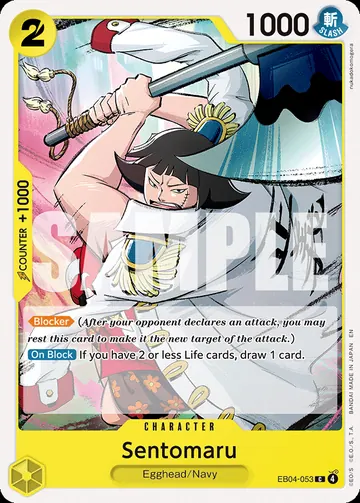 2
1000
斬
SLASH
nukadokomogora
COUNTER +1000
SAMPLE
Blocker (After your opponent declares an attack, you may
rest this card to make it the new target of the attack.)
On Block If you have 2 or less Life cards, draw 1 card.
CHARACTER
Sentomaru
Egghead/Navy
EB04-053 C 4
BANDAI MADE IN JAPAN EN